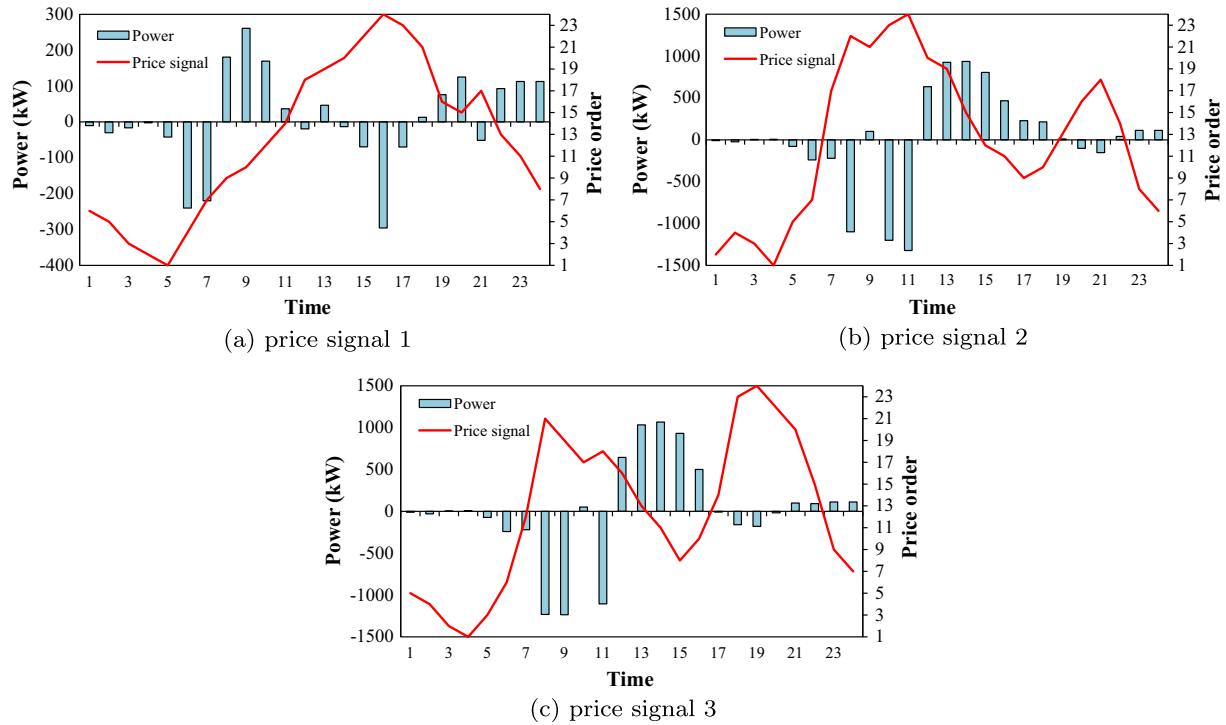 300
200
100
0
-100
-200
-300
-400
Power (kW)
Power
Price signal
23
21
19
17
15
13
11
9
7
5
3
1
Price order
1 3 5 7 9 11 13 15 17 19 21 23
Time
(a) price signal 1
1500
1000
500
0
-500
-1000
-1500
Power (kW)
Power
Price signal
23
21
19
17
15
13
11
9
7
5
3
1
Price order
1 3 5 7 9 11 13 15 17 19 21 23
Time
(b) price signal 2
1500
1000
500
0
-500
-1000
-1500
Power (kW)
Power
Price signal
23
21
19
17
15
13
11
9
7
5
3
1
Price order
1 3 5 7 9 11 13 15 17 19 21 23
Time
(c) price signal 3